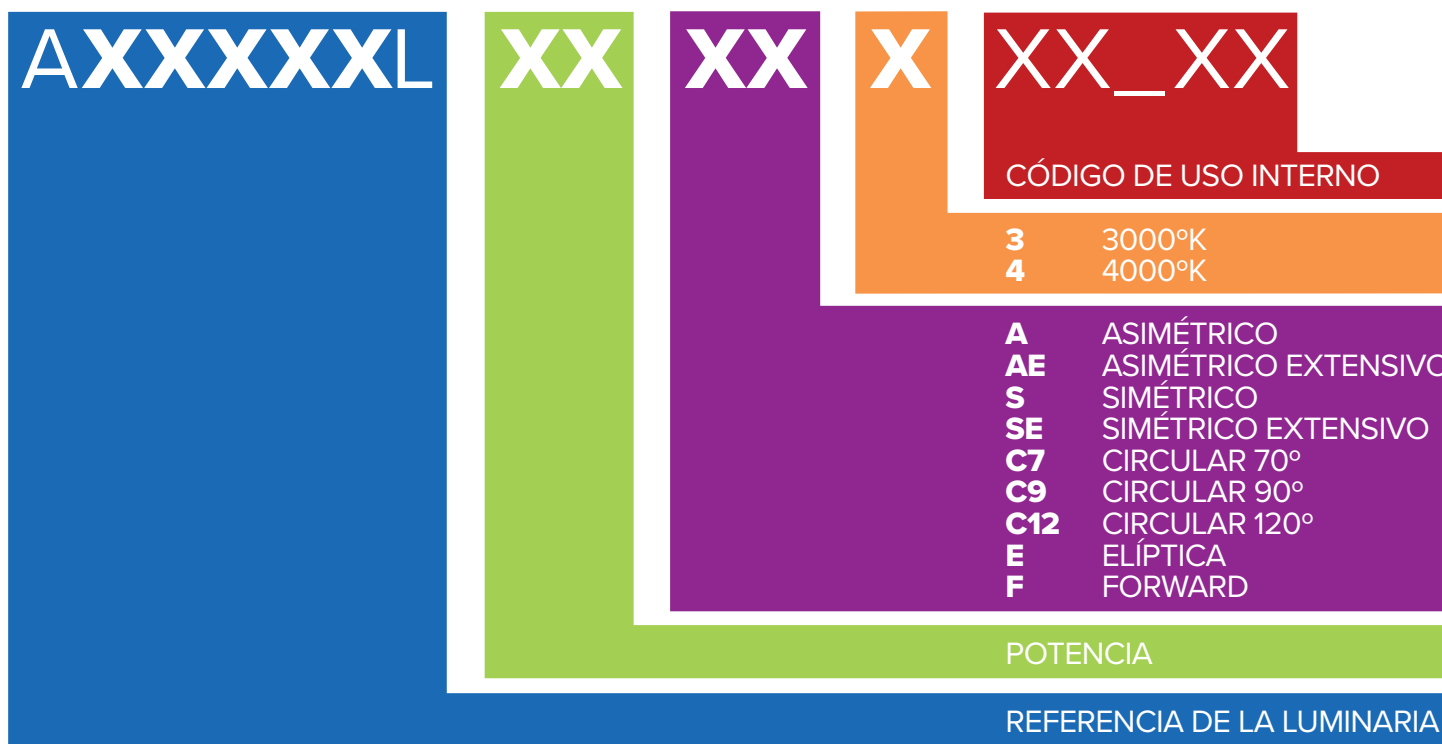 AXXXXXL XX XX X XX_XX
CÓDIGO DE USO INTERNO
3 3000ºK
4 4000ºK
A ASIMÉTRICO
AE ASIMÉTRICO EXTENSIVO
S SIMÉTRICO
SE SIMÉTRICO EXTENSIVO
C7 CIRCULAR 70º
C9 CIRCULAR 90º
C12 CIRCULAR 120º
E ELÍPTICA
F FORWARD
POTENCIA
REFERENCIA DE LA LUMINARIA